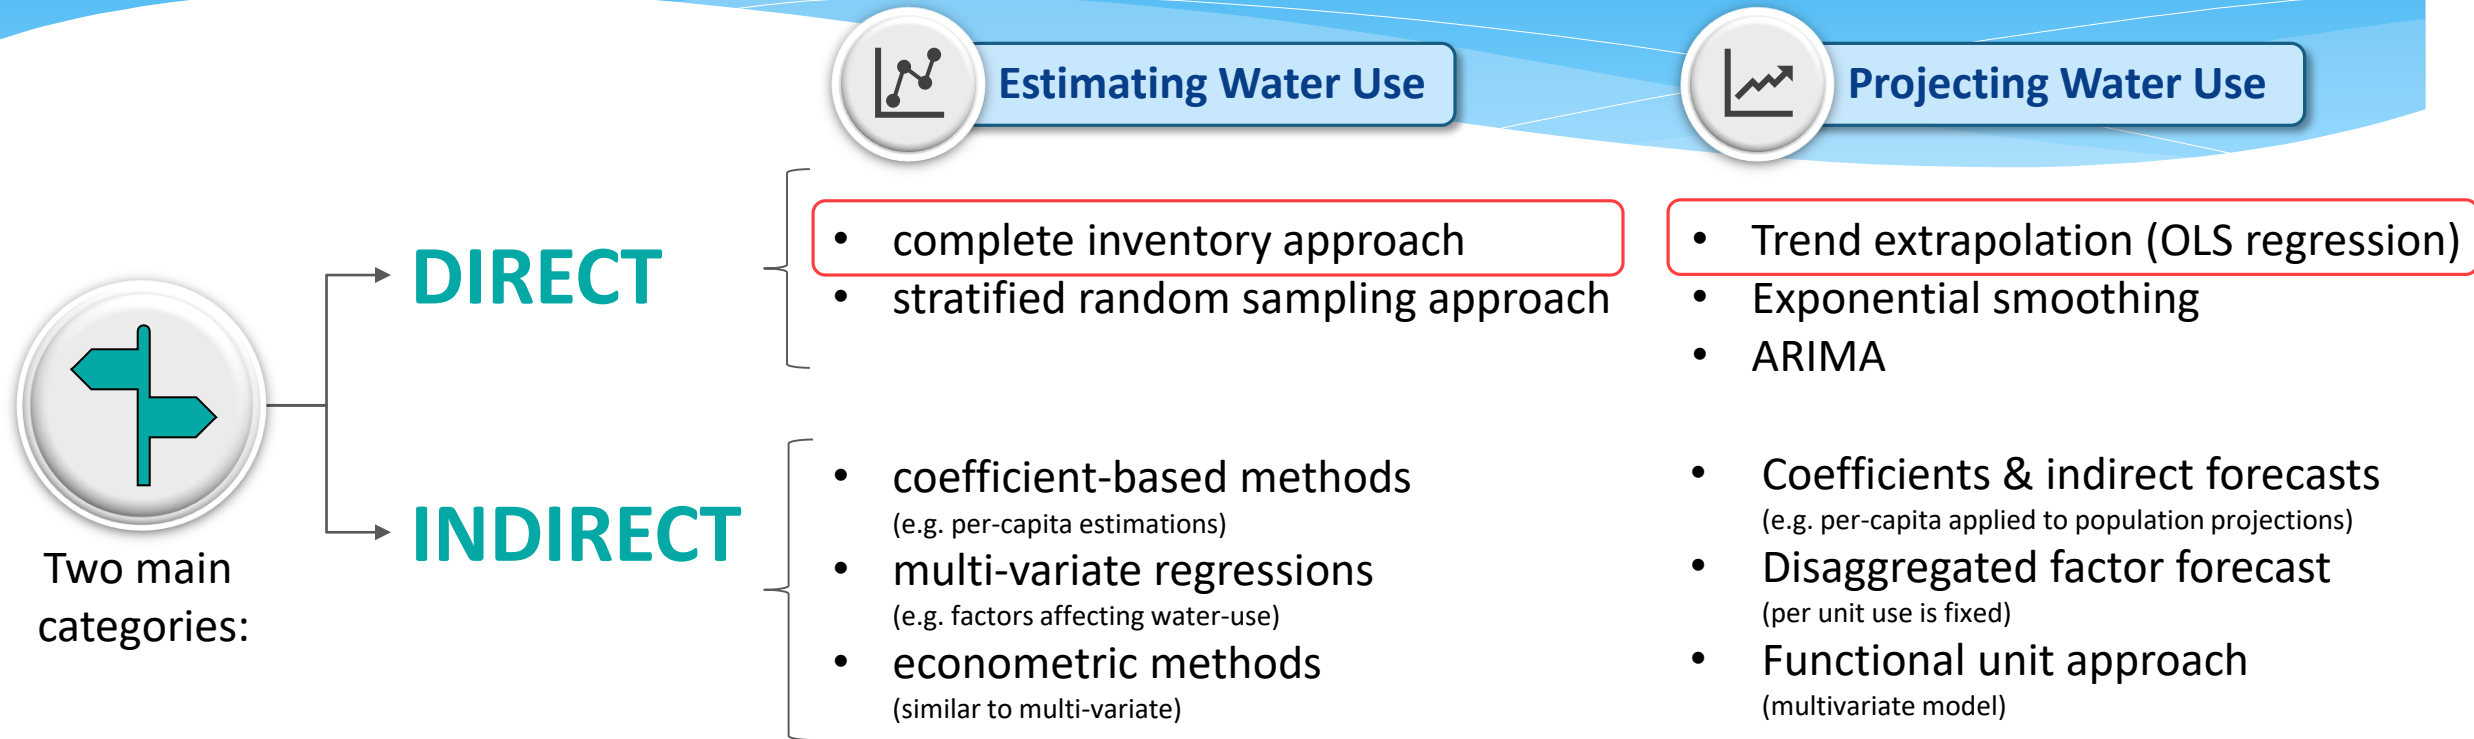 Estimating Water Use
Projecting Water Use
Two main
categories:
DIRECT
• complete inventory approach
• stratified random sampling approach
• Trend extrapolation (OLS regression)
• Exponential smoothing
• ARIMA
INDIRECT
• coefficient-based methods
(e.g. per-capita estimations)
• multi-variate regressions
(e.g. factors affecting water-use)
• econometric methods
(similar to multi-variate)
• Coefficients & indirect forecasts
(e.g. per-capita applied to population projections)
• Disaggregated factor forecast
(per unit use is fixed)
• Functional unit approach
(multivariate model)